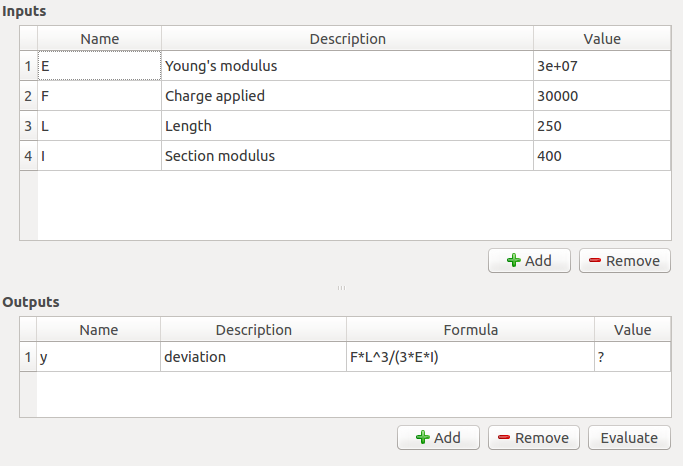 Inputs
Name Description Value
1 E Young's modulus 3e+07
2 F Charge applied 30000
3 L Length 250
4 I Section modulus 400
Add Remove
Outputs
Name Description Formula Value
1 y deviation F*L^3/(3*E*I) ?
Add Remove Evaluate